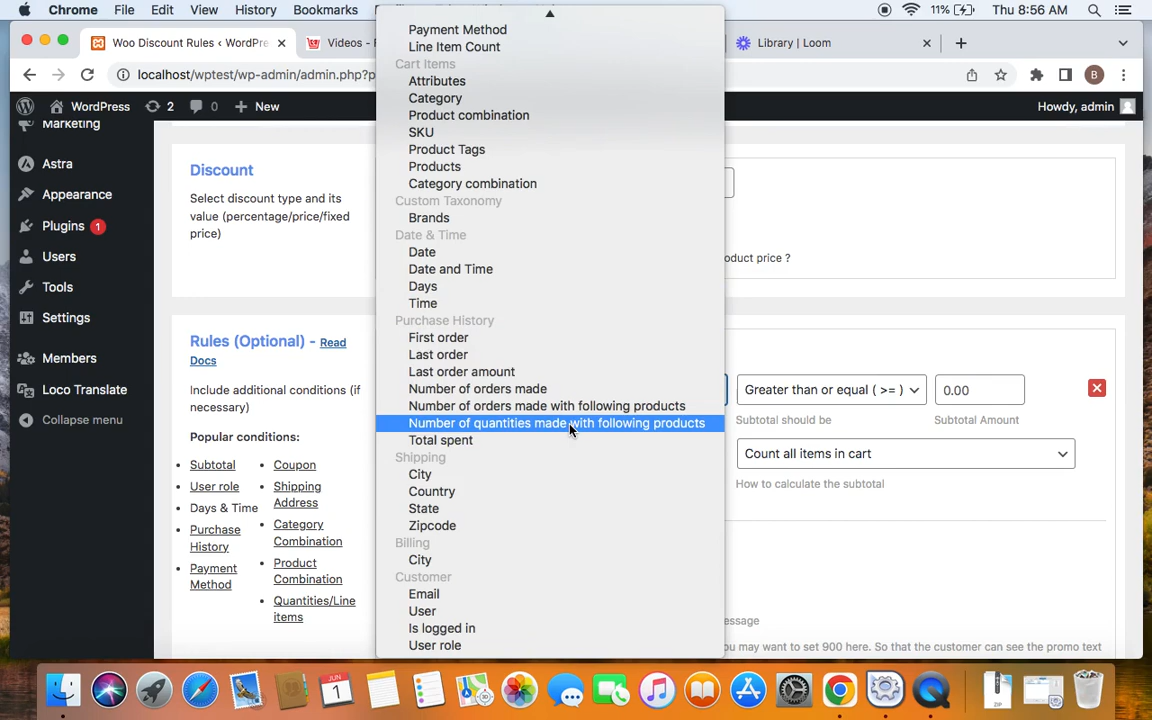 Chrome File Edit View History Bookmarks
11% Thu 8:56 AM
Woo Discount Rules ‹ WordPre
Videos -
Library | Loom
localhost/wptest/wp-admin/admin.php?p
B
WordPress 2 0 + New
Howdy, admin
Marketing
Astra
Appearance
Plugins 1
Users
Tools
Settings
Members
Loco Translate
Collapse menu
Discount
Select discount type and its
value (percentage/price/fixed
price)
Rules (Optional) - Read
Docs
Include additional conditions (if
necessary)
Popular conditions:
Subtotal
User role
Days & Time
Purchase
History
Payment
Method
Coupon
Shipping
Address
Category
Combination
Product
Combination
Quantities/Line
items
Payment Method
Line Item Count
Cart Items
Attributes
Category
Product combination
SKU
Product Tags
Products
Category combination
Custom Taxonomy
Brands
Date & Time
Date
Date and Time
Days
Time
Purchase History
First order
Last order
Last order amount
Number of orders made
Number of orders made with following products
Number of quantities made with following products
Total spent
Shipping
City
Country
State
Zipcode
Billing
City
Customer
Email
User
Is logged in
User role
oduct price ?
Greater than or equal ( >= ) 0.00
Subtotal should be Subtotal Amount
Count all items in cart
How to calculate the subtotal
essage
ou may want to set 900 here. So that the customer can see the promo text
JUN
1
ZIP